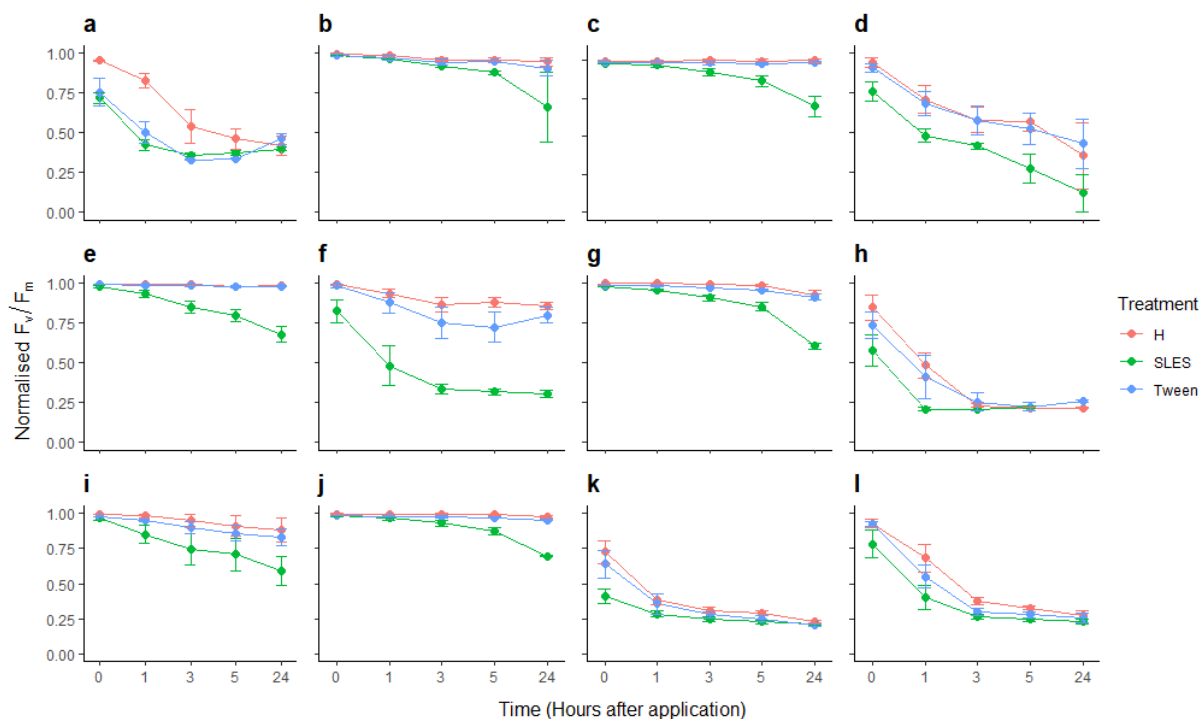 a b c d
1.00
0.75
0.50
0.25
0.00
e f g h
1.00
0.75
0.50
0.25
0.00
i j k l
1.00
0.75
0.50
0.25
0.00
0 1 3 5 24 0 1 3 5 24 0 1 3 5 24 0 1 3 5 24
Normalised Fv/Fm
Time (Hours after application)
Treatment
H
SLES
Tween